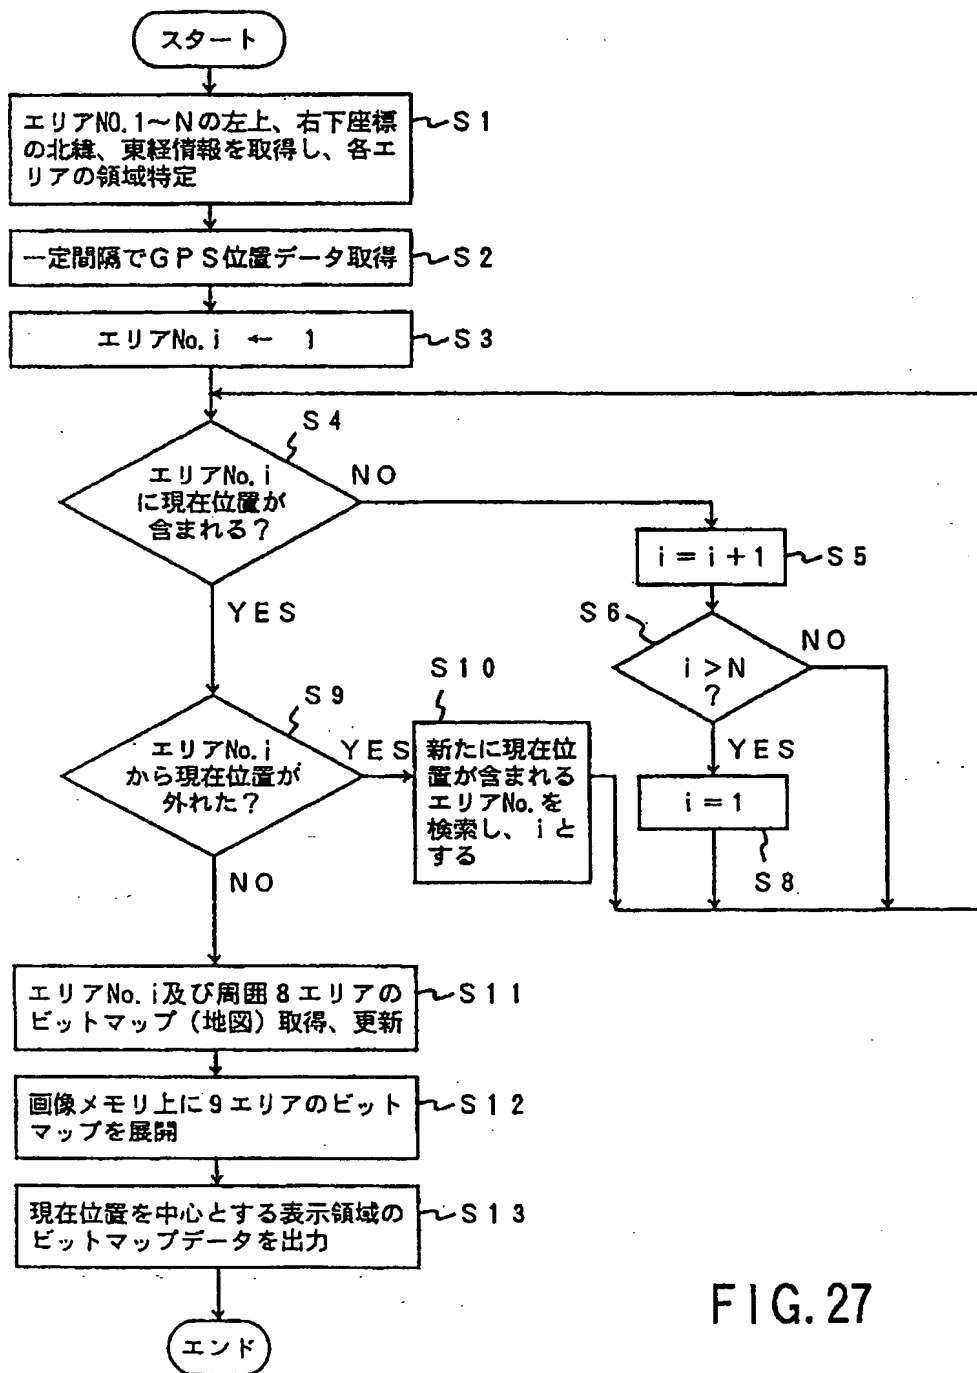 スタート
エリアNO.1～Nの左上、右下座標
の北緯、東経情報を取得し、各エ
リアの領域特定
S1
一定間隔でGPS位置データ取得
S2
エリアNo.i ← 1
S3
S4
エリアNo.i
に現在位置が
含まれる？
NO
YES
i=i+1
S5
S6
i>N
?
NO
YES
i=1
S8
S9
エリアNo.i
から現在位置が
外れた？
YES
NO
S10
新たに現在位
置が含まれる
エリアNo.を
検索し、iと
する
エリアNo.i及び周囲8エリアの
ビットマップ（地図）取得、更新
S11
画像メモリ上に9エリアのビット
マップを展開
S12
現在位置を中心とする表示領域の
ビットマップデータを出力
S13
エンド
FIG.27